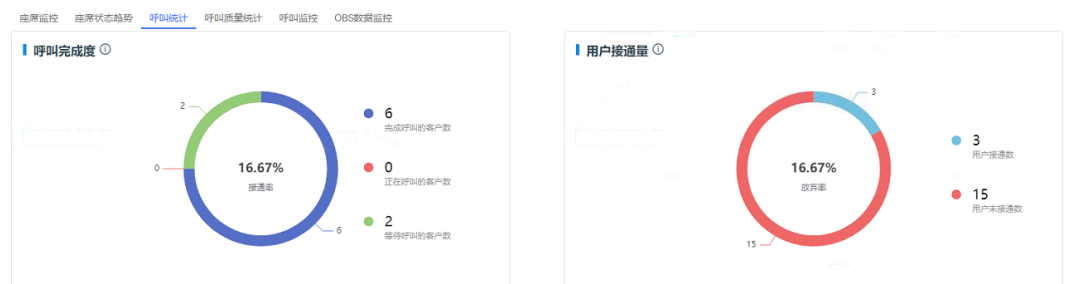 座席监控 座席状态趋势 呼叫统计 呼叫质量统计 呼叫监控 OBS数据监控
呼叫完成度
2
0
6
16.67%
接通率
6
完成呼叫的客户数
0
正在呼叫的客户数
2
等待呼叫的客户数
用户接通量
3
15
16.67%
放弃率
3
用户接通数
15
用户未接通数